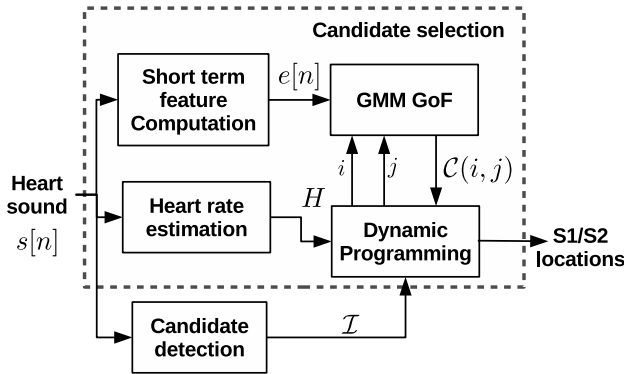 Candidate selection
Short term
feature
Computation
e[n]
GMM GoF
i
j
C(i, j)
Heart
sound
s[n]
Heart rate
estimation
H
Dynamic
Programming
S1/S2
locations
Candidate
detection
I